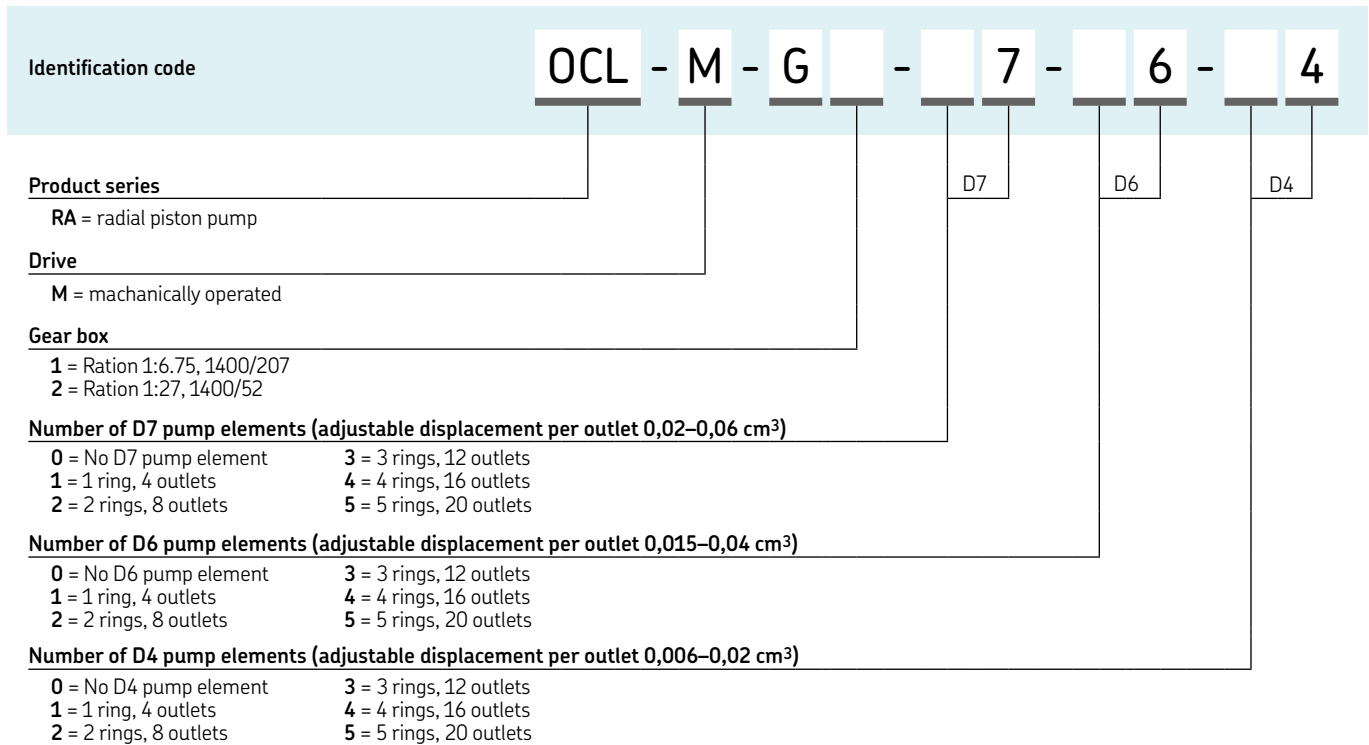 Identification code OCL - M - G - 7 - 6 - 4
Product series D7 D6 D4
RA = radial piston pump
Drive
M = machanically operated
Gear box
1 = Ration 1:6.75, 1400/207
2 = Ration 1:27, 1400/52
Number of D7 pump elements (adjustable displacement per outlet 0,02–0,06 cm³)
0 = No D7 pump element 3 = 3 rings, 12 outlets
1 = 1 ring, 4 outlets 4 = 4 rings, 16 outlets
2 = 2 rings, 8 outlets 5 = 5 rings, 20 outlets
Number of D6 pump elements (adjustable displacement per outlet 0,015–0,04 cm³)
0 = No D6 pump element 3 = 3 rings, 12 outlets
1 = 1 ring, 4 outlets 4 = 4 rings, 16 outlets
2 = 2 rings, 8 outlets 5 = 5 rings, 20 outlets
Number of D4 pump elements (adjustable displacement per outlet 0,006–0,02 cm³)
0 = No D4 pump element 3 = 3 rings, 12 outlets
1 = 1 ring, 4 outlets 4 = 4 rings, 16 outlets
2 = 2 rings, 8 outlets 5 = 5 rings, 20 outlets